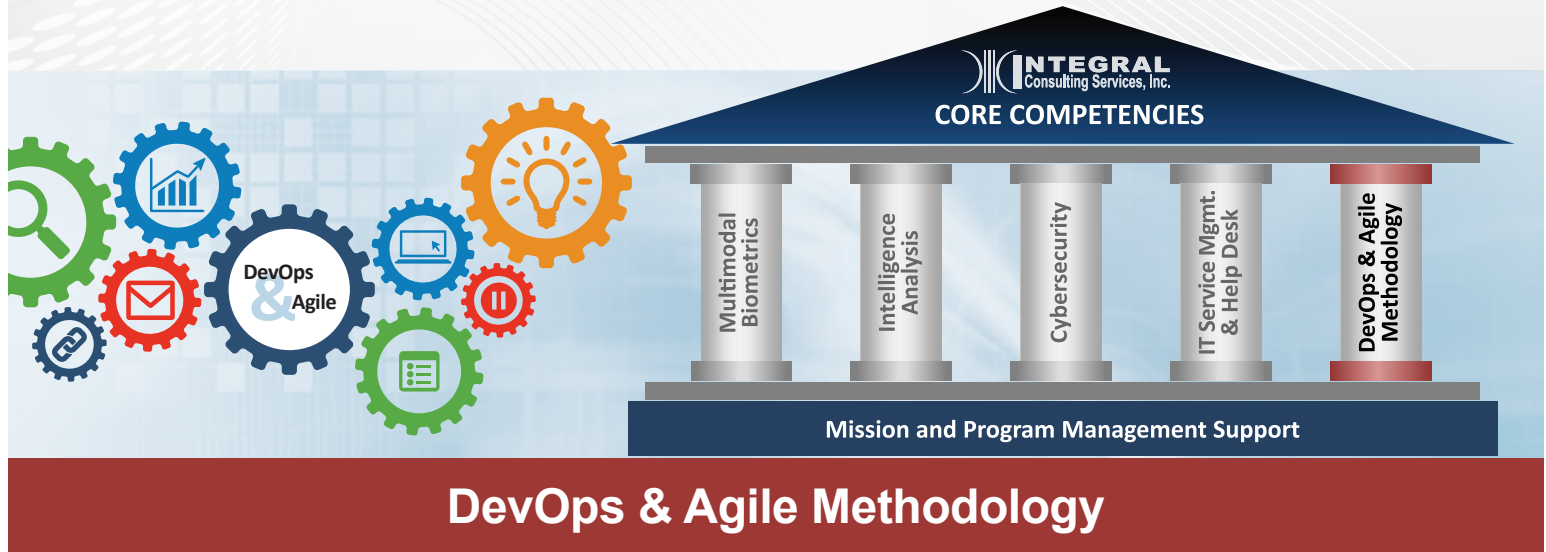 INTEGRAL
Consulting Services, Inc.
CORE COMPETENCIES
DevOps
&
Agile
Multimodal
Biometrics
Intelligence
Analysis
Cybersecurity
IT Service Mgmt.
& Help Desk
DevOps & Agile
Methodology
Mission and Program Management Support
DevOps & Agile Methodology